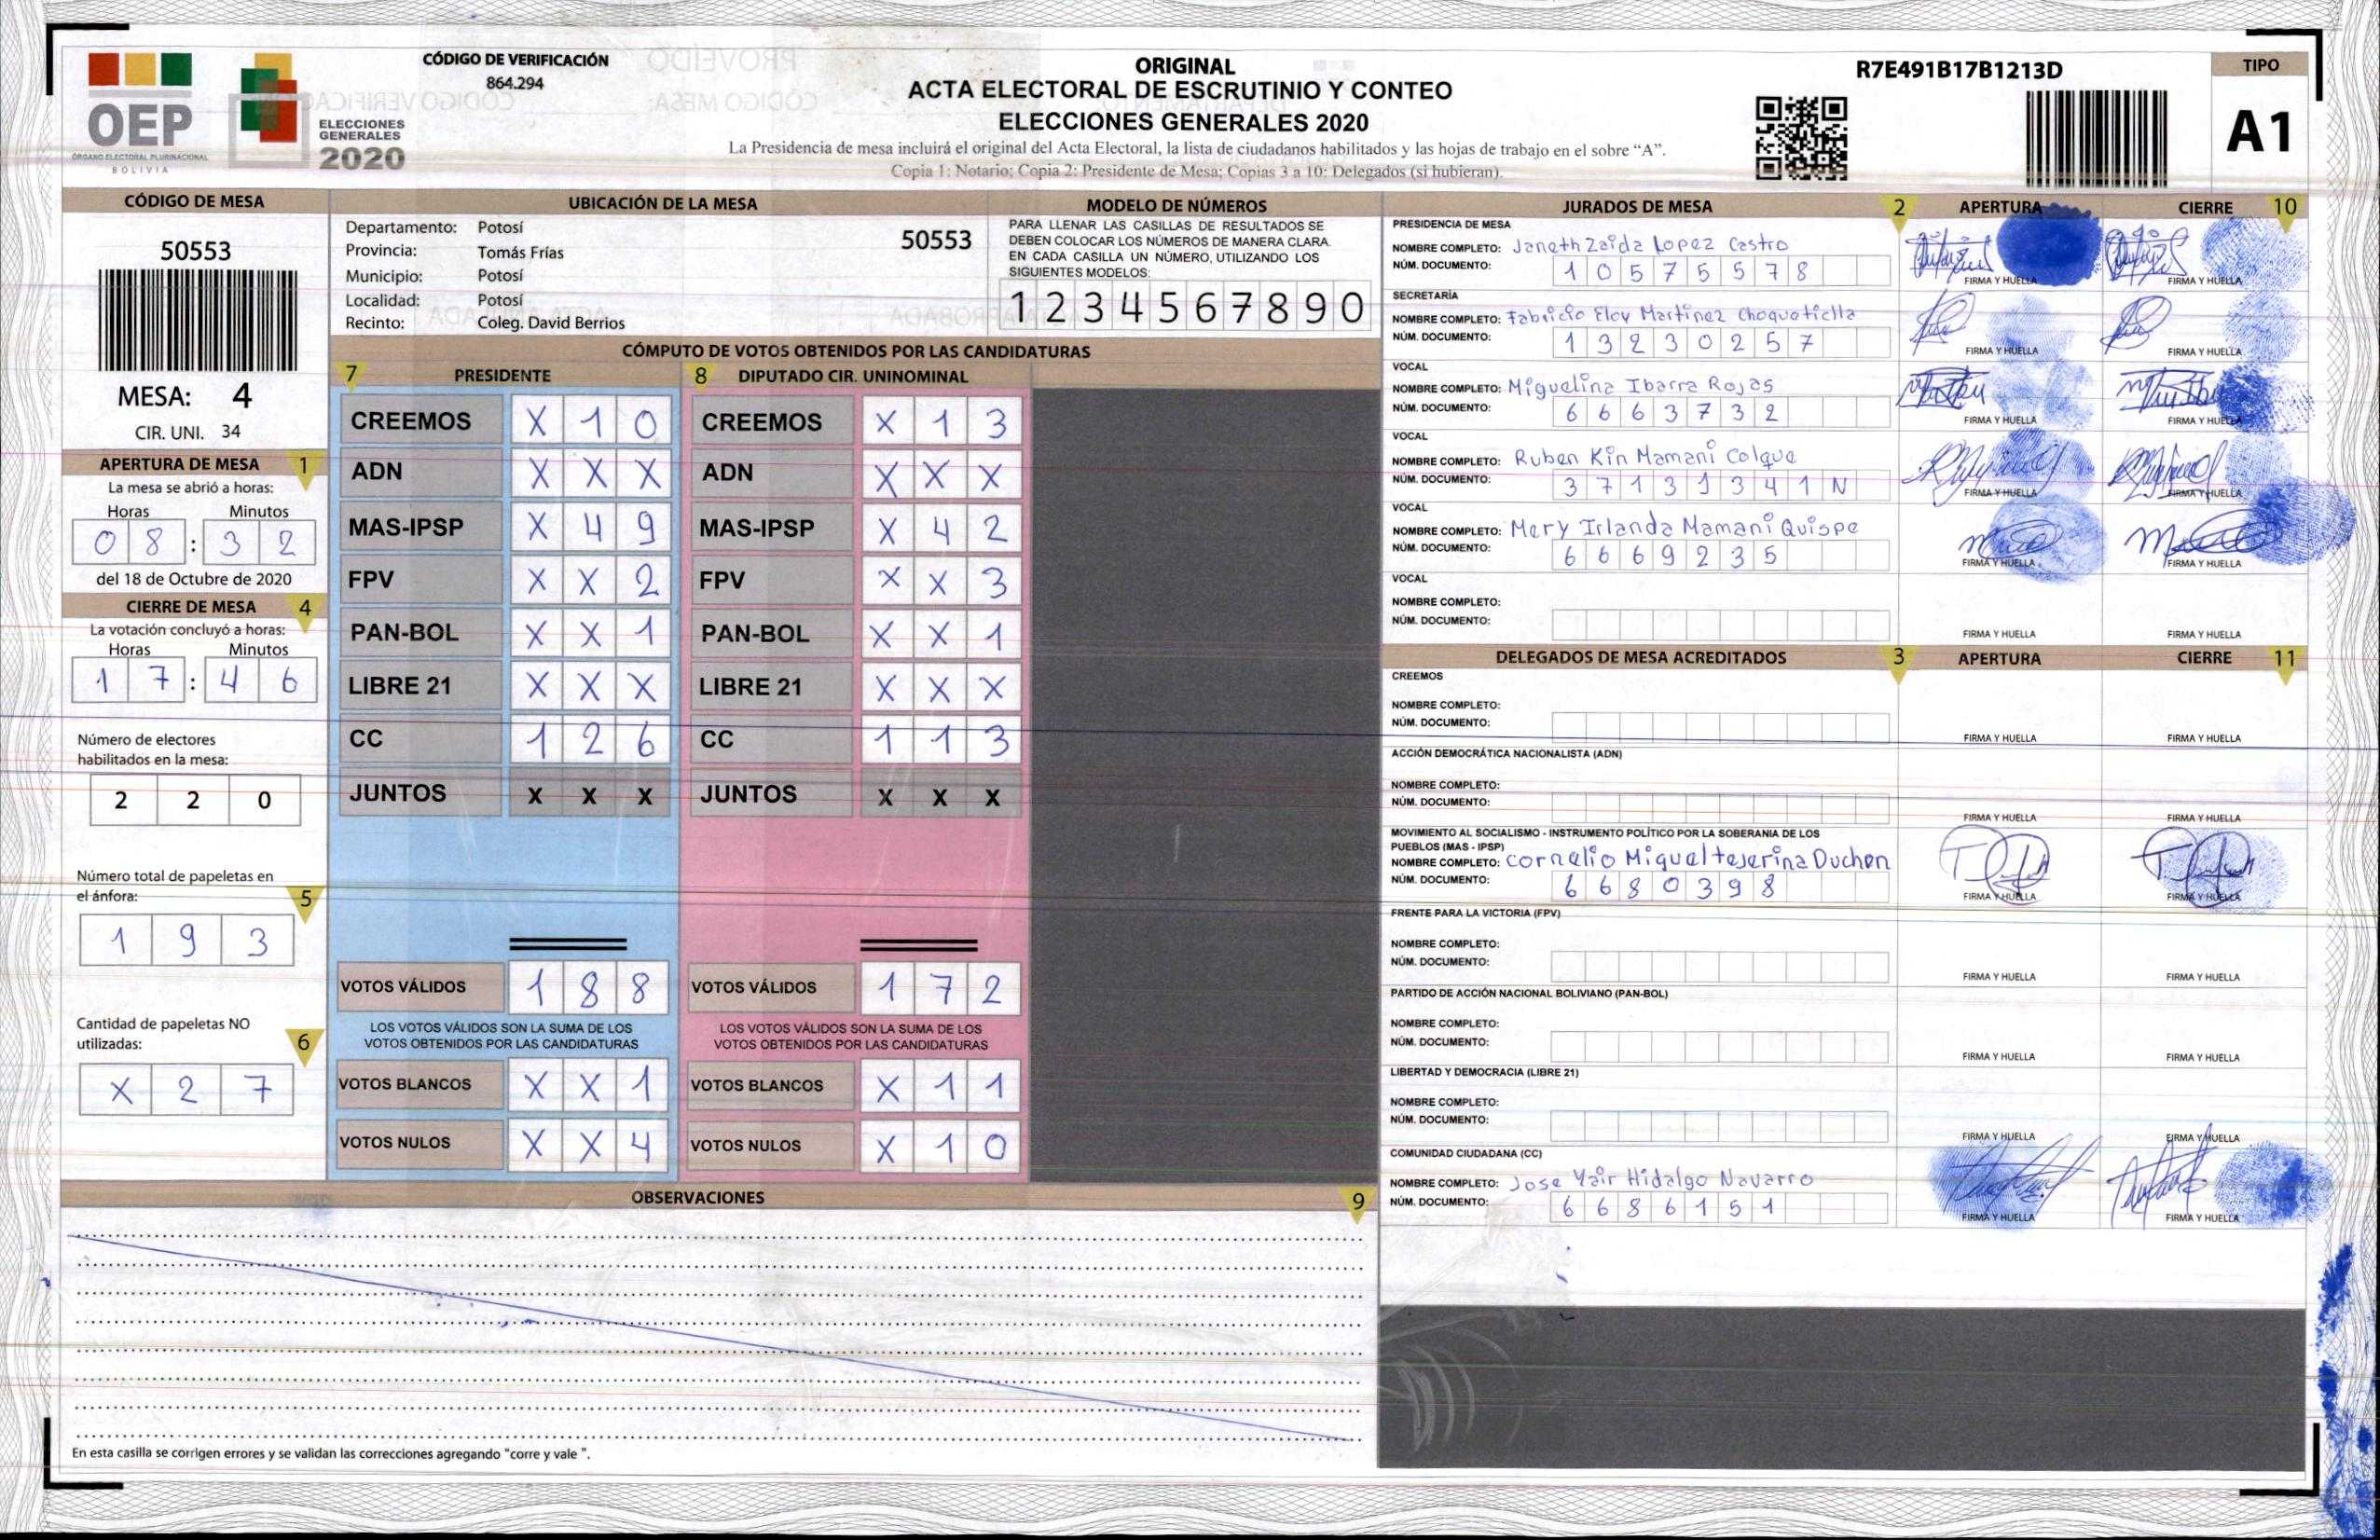 CÓDIGO DE VERIFICACIÓN
864.294
OEP
ÓRGANO ELECTORAL PLURINACIONAL
BOLIVIA
ELECCIONES
GENERALES
2020
ORIGINAL
ACTA ELECTORAL DE ESCRUTINIO Y CONTEO
ELECCIONES GENERALES 2020
La Presidencia de mesa incluirá el original del Acta Electoral, la lista de ciudadanos habilitados y las hojas de trabajo en el sobre “A”.
Copia 1: Notario; Copia 2: Presidente de Mesa; Copias 3 a 10: Delegados (si hubieran).
R7E491B17B1213D
TIPO
A1
CÓDIGO DE MESA
50553
MESA: 4
CIR. UNI. 34
APERTURA DE MESA 1
La mesa se abrió a horas:
Horas Minutos
0 8 : 3 2
del 18 de Octubre de 2020
CIERRE DE MESA 4
La votación concluyó a horas:
Horas Minutos
1 7 : 4 6
Número de electores
habilitados en la mesa:
2 2 0
Número total de papeletas en
el ánfora: 5
1 9 3
Cantidad de papeletas NO
utilizadas: 6
X 2 7
UBICACIÓN DE LA MESA
Departamento: Potosí
Provincia: Tomás Frías
Municipio: Potosí
Localidad: Potosí
Recinto: Coleg. David Berrios
50553
MODELO DE NÚMEROS
PARA LLENAR LAS CASILLAS DE RESULTADOS SE
DEBEN COLOCAR LOS NÚMEROS DE MANERA CLARA.
EN CADA CASILLA UN NÚMERO, UTILIZANDO LOS
SIGUIENTES MODELOS:
1 2 3 4 5 6 7 8 9 0
CÓMPUTO DE VOTOS OBTENIDOS POR LAS CANDIDATURAS
7 PRESIDENTE
CREEMOS X 1 0
ADN X X X
MAS-IPSP X 4 9
FPV X X 2
PAN-BOL X X 1
LIBRE 21 X X X
CC 1 2 6
JUNTOS X X X
VOTOS VÁLIDOS 1 8 8
LOS VOTOS VÁLIDOS SON LA SUMA DE LOS
VOTOS OBTENIDOS POR LAS CANDIDATURAS
VOTOS BLANCOS X X 1
VOTOS NULOS X X 4
8 DIPUTADO CIR. UNINOMINAL
CREEMOS X 1 3
ADN X X X
MAS-IPSP X 4 2
FPV X X 3
PAN-BOL X X 1
LIBRE 21 X X X
CC 1 1 3
JUNTOS X X X
VOTOS VÁLIDOS 1 7 2
LOS VOTOS VÁLIDOS SON LA SUMA DE LOS
VOTOS OBTENIDOS POR LAS CANDIDATURAS
VOTOS BLANCOS X 1 1
VOTOS NULOS X 1 0
OBSERVACIONES 9
En esta casilla se corrigen errores y se validan las correcciones agregando "corre y vale ".
JURADOS DE MESA 2 APERTURA CIERRE 10
PRESIDENCIA DE MESA
NOMBRE COMPLETO: Janeth Zaida Lopez Castro
NÚM. DOCUMENTO: 1 0 5 7 5 5 7 8
FIRMA Y HUELLA FIRMA Y HUELLA
SECRETARÍA
NOMBRE COMPLETO: Fabricio Eloy Martinez Choquoticlla
NÚM. DOCUMENTO: 1 3 2 3 0 2 5 7
FIRMA Y HUELLA FIRMA Y HUELLA
VOCAL
NOMBRE COMPLETO: Miguelina Ibarra Rojas
NÚM. DOCUMENTO: 6 6 6 3 7 3 2
FIRMA Y HUELLA FIRMA Y HUELLA
VOCAL
NOMBRE COMPLETO: Ruben Kin Mamani Colque
NÚM. DOCUMENTO: 3 7 1 3 1 3 4 1 N
FIRMA Y HUELLA FIRMA Y HUELLA
VOCAL
NOMBRE COMPLETO: Mery Irlanda Mamani Quispe
NÚM. DOCUMENTO: 6 6 6 9 2 3 5
FIRMA Y HUELLA FIRMA Y HUELLA
VOCAL
NOMBRE COMPLETO:
NÚM. DOCUMENTO:
FIRMA Y HUELLA FIRMA Y HUELLA
DELEGADOS DE MESA ACREDITADOS 3 APERTURA CIERRE 11
CREEMOS
NOMBRE COMPLETO:
NÚM. DOCUMENTO:
FIRMA Y HUELLA FIRMA Y HUELLA
ACCIÓN DEMOCRÁTICA NACIONALISTA (ADN)
NOMBRE COMPLETO:
NÚM. DOCUMENTO:
FIRMA Y HUELLA FIRMA Y HUELLA
MOVIMIENTO AL SOCIALISMO - INSTRUMENTO POLÍTICO POR LA SOBERANIA DE LOS
PUEBLOS (MAS - IPSP)
NOMBRE COMPLETO: Cornelio Miguel tejerina Duchen
NÚM. DOCUMENTO: 6 6 8 0 3 9 8
FIRMA Y HUELLA FIRMA Y HUELLA
FRENTE PARA LA VICTORIA (FPV)
NOMBRE COMPLETO:
NÚM. DOCUMENTO:
FIRMA Y HUELLA FIRMA Y HUELLA
PARTIDO DE ACCIÓN NACIONAL BOLIVIANO (PAN-BOL)
NOMBRE COMPLETO:
NÚM. DOCUMENTO:
FIRMA Y HUELLA FIRMA Y HUELLA
LIBERTAD Y DEMOCRACIA (LIBRE 21)
NOMBRE COMPLETO:
NÚM. DOCUMENTO:
FIRMA Y HUELLA FIRMA Y HUELLA
COMUNIDAD CIUDADANA (CC)
NOMBRE COMPLETO: Jose Yair Hidalgo Navarro
NÚM. DOCUMENTO: 6 6 8 6 1 5 1
FIRMA Y HUELLA FIRMA Y HUELLA